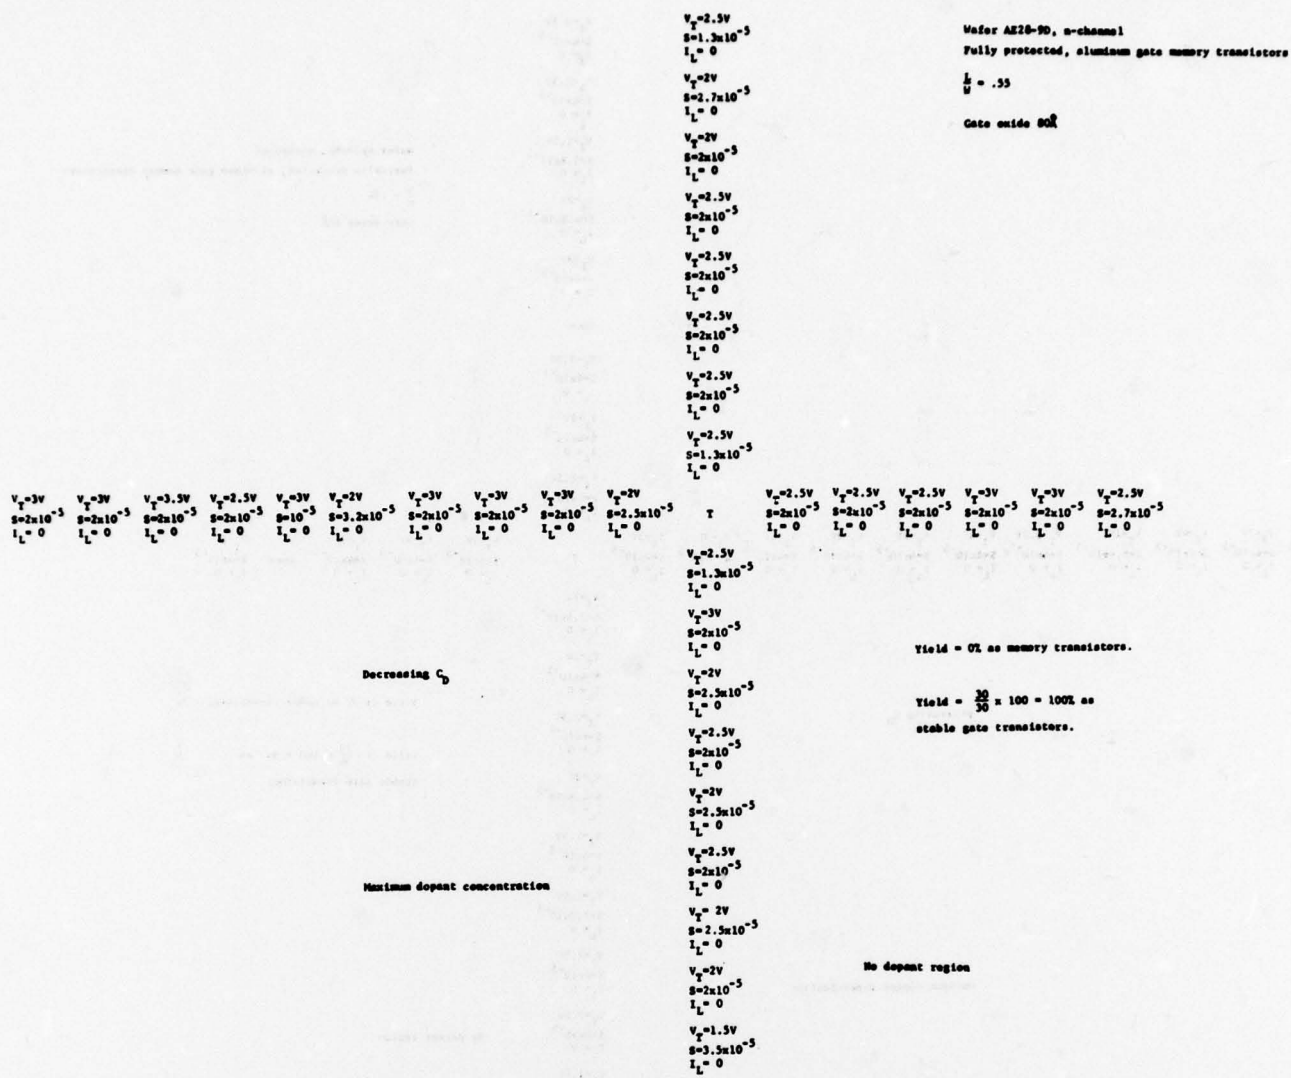 V_T=2.5V
S=1.3x10^-5
I_L= 0
Wafer AE28-9D, n-channel
Fully protected, aluminum gate memory transistors
L/W = .55
Gate oxide 80Å
V_T=2V
S=2.7x10^-5
I_L= 0
V_T=2V
S=2x10^-5
I_L= 0
V_T=2.5V
S=2x10^-5
I_L= 0
V_T=2.5V
S=2x10^-5
I_L= 0
V_T=2.5V
S=2x10^-5
I_L= 0
V_T=2.5V
S=2x10^-5
I_L= 0
V_T=2.5V
S=1.3x10^-5
I_L= 0
V_T=3V V_T=3V V_T=3.5V V_T=2.5V V_T=3V V_T=2V V_T=3V V_T=3V V_T=3V V_T=2V V_T=2.5V V_T=2.5V V_T=2.5V V_T=3V V_T=3V V_T=2.5V
S=2x10^-5 S=2x10^-5 S=2x10^-5 S=2x10^-5 S=10^-5 S=3.2x10^-5 S=2x10^-5 S=2x10^-5 S=2x10^-5 S=2.5x10^-5 T S=2x10^-5 S=2x10^-5 S=2x10^-5 S=2x10^-5 S=2x10^-5 S=2.7x10^-5
I_L= 0 I_L= 0 I_L= 0 I_L= 0 I_L= 0 I_L= 0 I_L= 0 I_L= 0 I_L= 0 I_L= 0 I_L= 0 I_L= 0 I_L= 0 I_L= 0 I_L= 0 I_L= 0
V_T=2.5V
S=1.3x10^-5
I_L= 0
V_T=3V
S=2x10^-5
I_L= 0
Yield = 0% as memory transistors.
Decreasing C_D
V_T=2V
S=2.5x10^-5
I_L= 0
Yield = 30/30 x 100 = 100% as
stable gate transistors.
V_T=2.5V
S=2x10^-5
I_L= 0
V_T=2V
S=2.5x10^-5
I_L= 0
V_T=2.5V
S=2x10^-5
I_L= 0
Maximum dopant concentration
V_T= 2V
S= 2.5x10^-5
I_L= 0
No dopant region
V_T=2V
S=2x10^-5
I_L= 0
V_T=1.5V
S=3.5x10^-5
I_L= 0